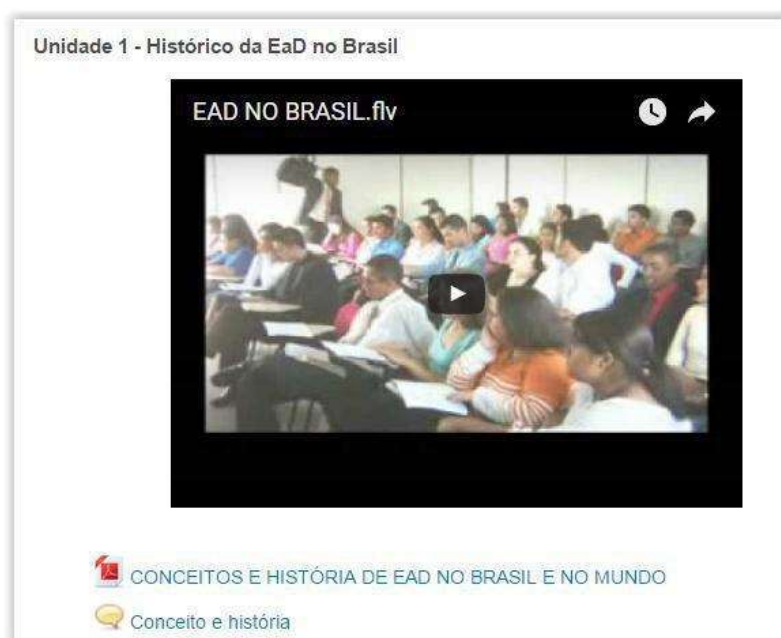 Unidade 1 - Histórico da EaD no Brasil
EAD NO BRASIL.flv
CONCEITOS E HISTÓRIA DE EAD NO BRASIL E NO MUNDO
Conceito e história